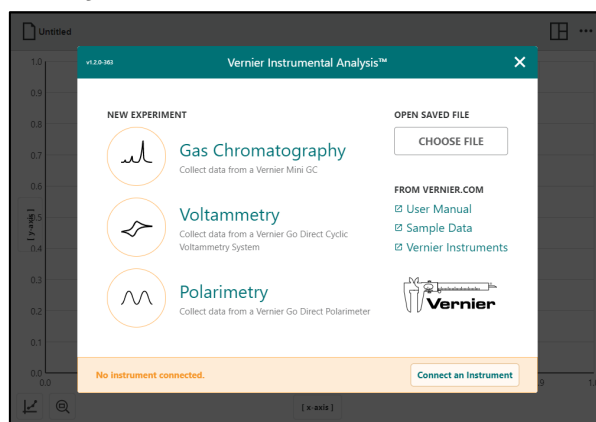 Untitled
v1.2.0-363
Vernier Instrumental Analysis™
NEW EXPERIMENT
Gas Chromatography
Collect data from a Vernier Mini GC
Voltammetry
Collect data from a Vernier Go Direct Cyclic
Voltammetry System
Polarimetry
Collect data from a Vernier Go Direct Polarimeter
OPEN SAVED FILE
CHOOSE FILE
FROM VERNIER.COM
User Manual
Sample Data
Vernier Instruments
Vernier
No instrument connected.
Connect an Instrument
1.0
0.9
0.8
0.7
0.6
0.5
0.4
0.3
0.2
0.1
0.0
[ y-axis ]
0.0
[ x-axis ]